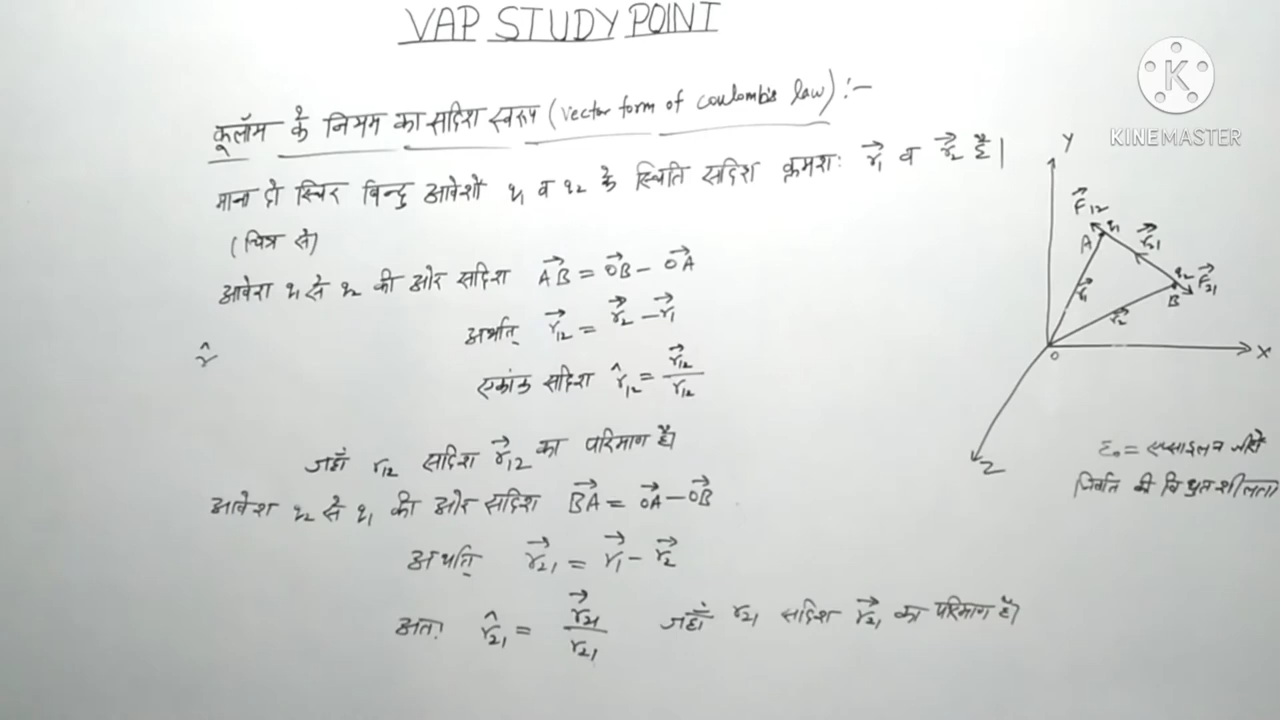 VAP STUDY POINT
कूलॉम के नियम का सदिश स्वरूप (Vector form of coulomb's law) :-
माना दो स्थिर बिन्दु आवेशों q₁ व q₂ के स्थिति सदिश क्रमशः r⃗₁ व r⃗₂ है।
(चित्र से)
आवेश q₁ से q₂ की ओर सदिश A⃗B = O⃗B - O⃗A
अर्थात् r⃗₁₂ = r⃗₂ - r⃗₁
r̂
एकांक सदिश r̂₁₂ = r⃗₁₂ / r₁₂
जहाँ r₁₂ सदिश r⃗₁₂ का परिमाण है।
आवेश q₂ से q₁ की ओर सदिश B⃗A = O⃗A - O⃗B
अर्थात् r⃗₂₁ = r⃗₁ - r⃗₂
अतः r̂₂₁ = r⃗₂₁ / r₂₁ जहाँ r₂₁ सदिश r⃗₂₁ का परिमाण है।
KINEMASTER
Y
F⃗₁₂
A q₁
r⃗₂₁
q₂ F⃗₂₁
B
r⃗₁
r⃗₂
O
X
Z
ε₀ = एप्साइलन जीरो
निर्वात की विधुतशीलता